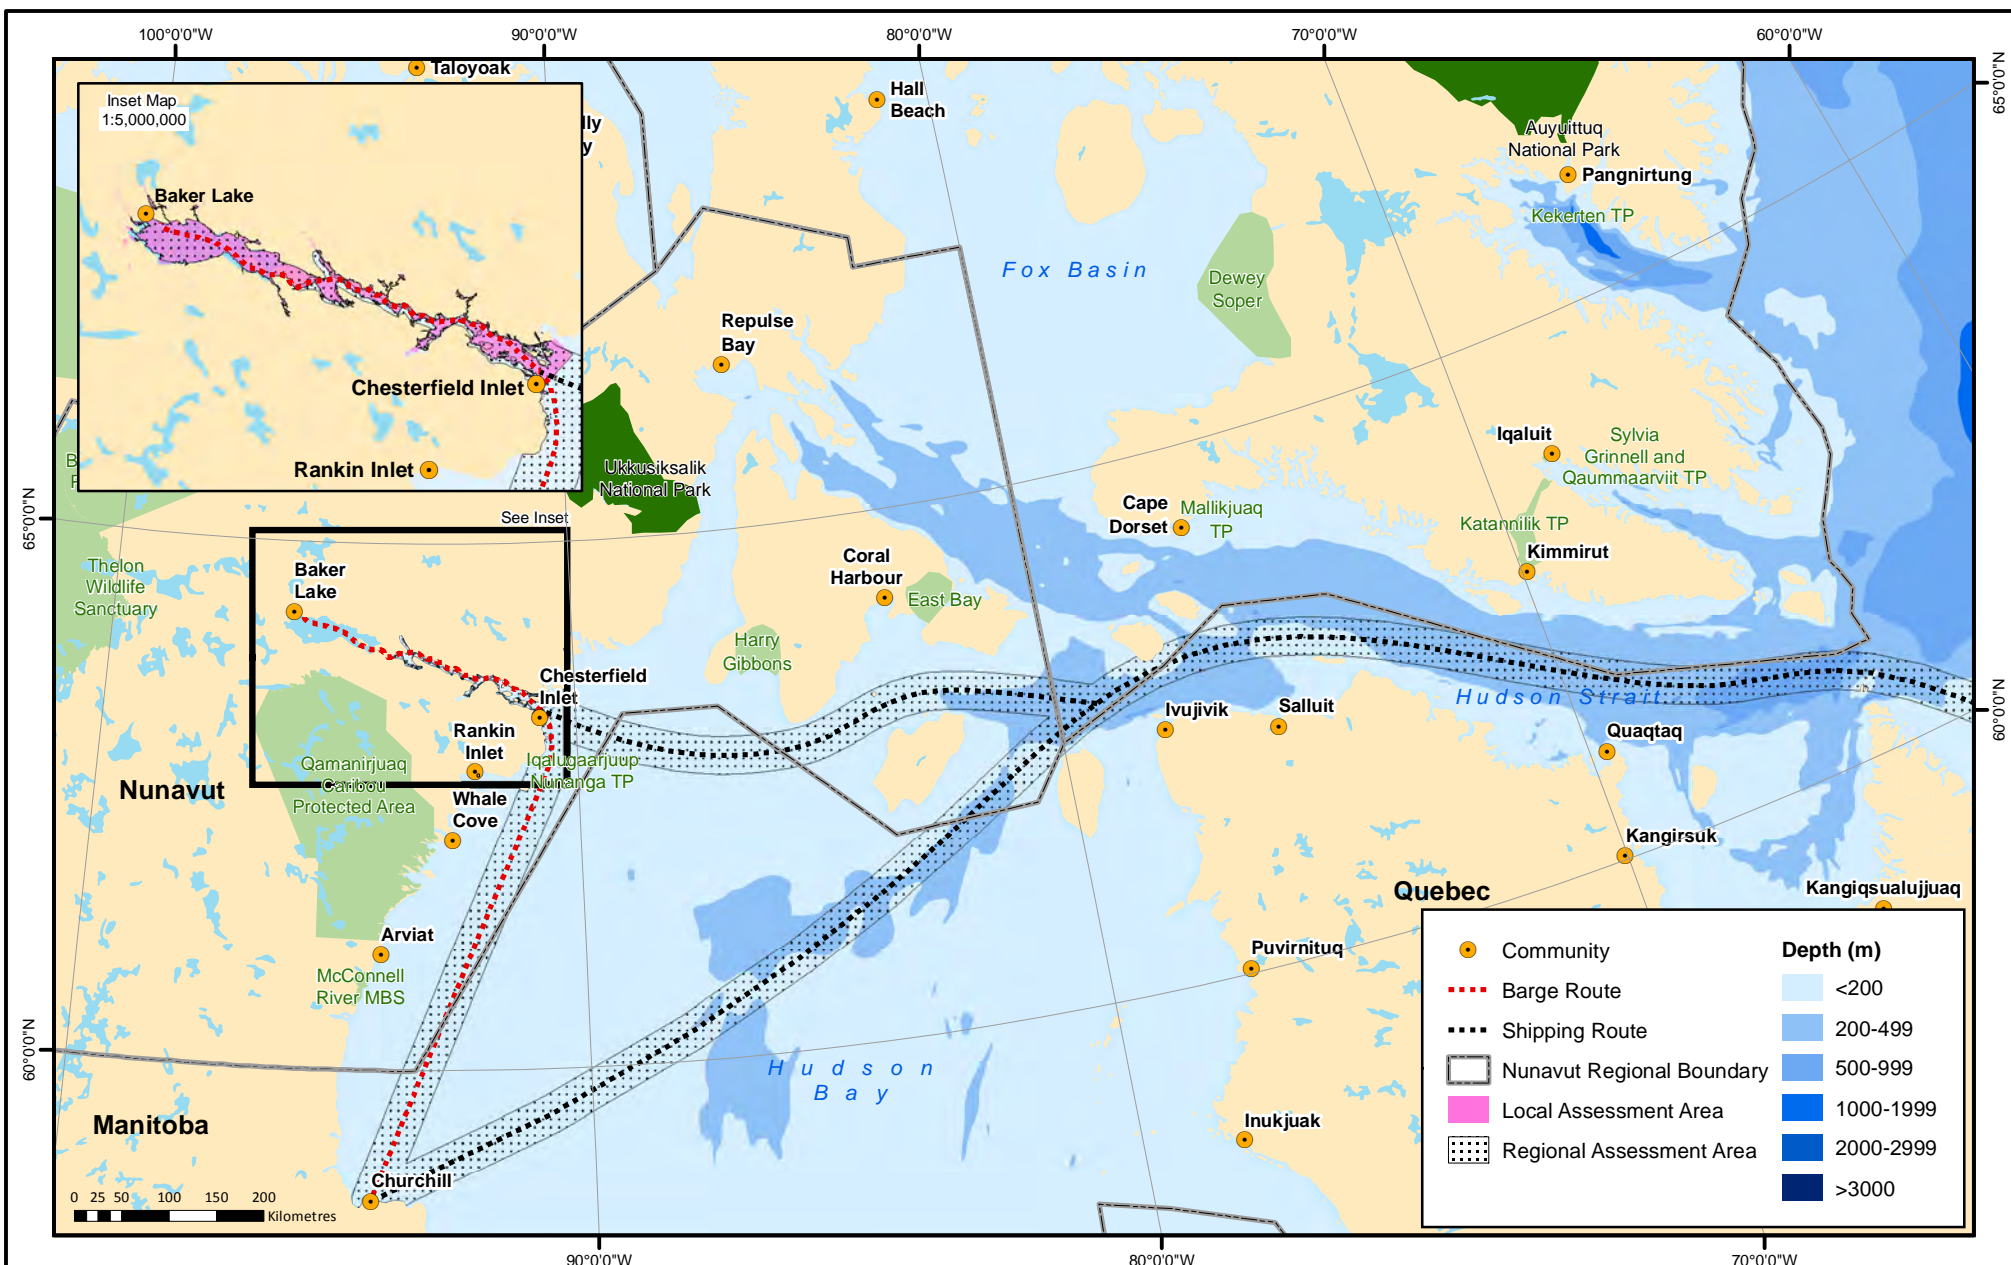 100°0'0"W
90°0'0"W
80°0'0"W
70°0'0"W
60°0'0"W
65°0'0"N
65°0'0"N
60°0'0"N
60°0'0"N
90°0'0"W
80°0'0"W
70°0'0"W
Taloyoak
Inset Map
1:5,000,000
Baker Lake
Chesterfield Inlet
Rankin Inlet
See Inset
Hall
Beach
Auyuittuq
National Park
Pangnirtung
Kekerten TP
Fox Basin
Dewey
Soper
Repulse
Bay
Ukkusiksalik
National Park
Iqaluit
Sylvia
Grinnell and
Qaummaarviit TP
Cape
Dorset
Mallikjuaq
TP
Katannilik TP
Kimmirut
Coral
Harbour
East Bay
Harry
Gibbons
Thelon
Wildlife
Sanctuary
Baker
Lake
Chesterfield
Inlet
Rankin
Inlet
Iqalugaarjuup
Nunanga TP
Qamanirjuaq
Caribou
Protected Area
Whale
Cove
Nunavut
Arviat
McConnell
River MBS
Manitoba
Churchill
Ivujivik
Salluit
Hudson Strait
Quaqtaq
Kangirsuk
Quebec
Kangiqsualujjuaq
Puvirnituq
Inukjuak
Hudson
Bay
0 25 50 100 150 200
Kilometres
Community
Barge Route
Shipping Route
Nunavut Regional Boundary
Local Assessment Area
Regional Assessment Area
Depth (m)
<200
200-499
500-999
1000-1999
2000-2999
>3000